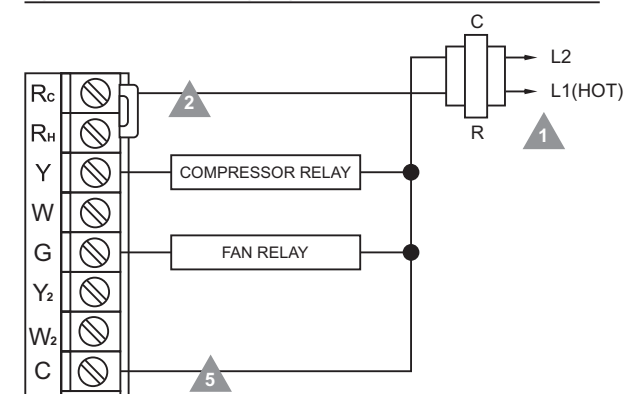 C
L2
Rc
2
L1(HOT)
RH
R
1
Y
COMPRESSOR RELAY
W
G
FAN RELAY
Y2
W2
C
5